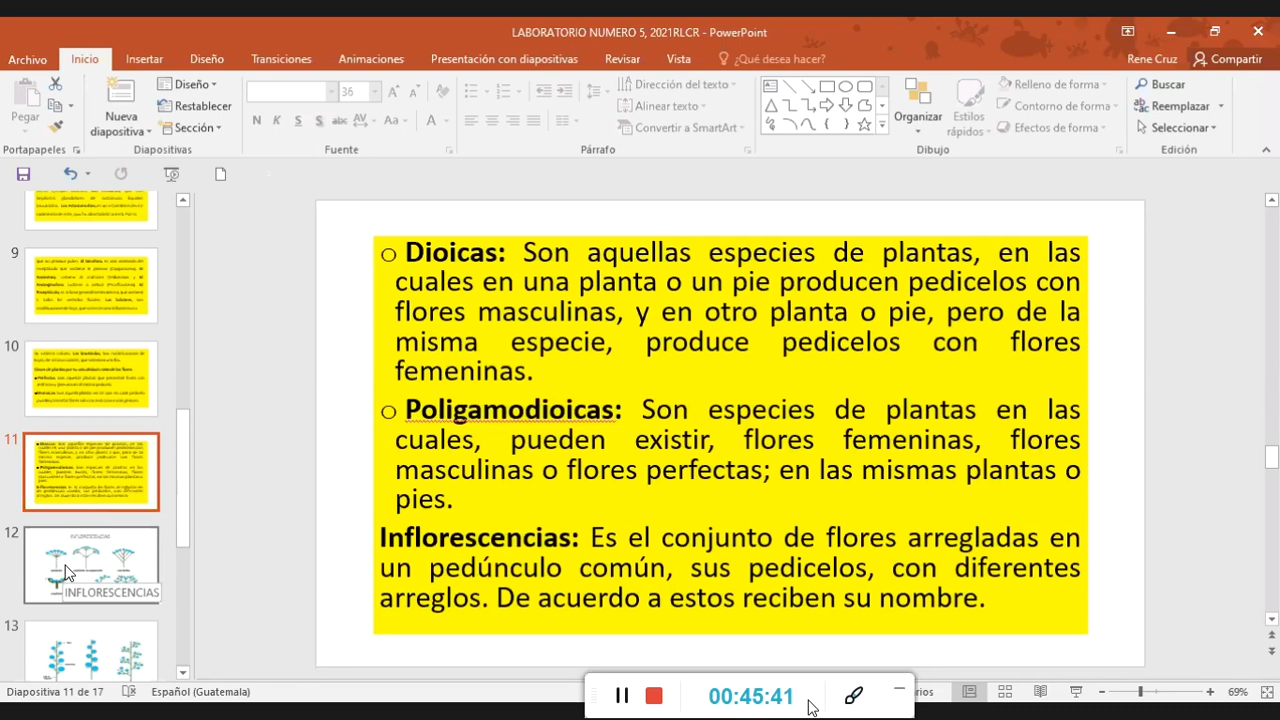 LABORATORIO NUMERO 5, 2021RLCR - PowerPoint
Archivo Inicio Insertar Diseño Transiciones Animaciones Presentación con diapositivas Revisar Vista ¿Qué desea hacer? Rene Cruz Compartir
Pegar
Nueva diapositiva
Diseño
Restablecer
Sección
36
N K S S abc AV Aa A
Dirección del texto
Alinear texto
Convertir a SmartArt
Organizar
Estilos rápidos
Relleno de forma
Contorno de forma
Efectos de forma
Buscar
Reemplazar
Seleccionar
Portapapeles Diapositivas Fuente Párrafo Dibujo Edición
9
10
11
12
INFLORESCENCIAS
INFLORESCENCIAS
13
Dioicas: Son aquellas especies de plantas, en las
cuales en una planta o un pie producen pedicelos con
flores masculinas, y en otro planta o pie, pero de la
misma especie, produce pedicelos con flores
femeninas.
Poligamodioicas: Son especies de plantas en las
cuales, pueden existir, flores femeninas, flores
masculinas o flores perfectas; en las mismas plantas o
pies.
Inflorescencias: Es el conjunto de flores arregladas en
un pedúnculo común, sus pedicelos, con diferentes
arreglos. De acuerdo a estos reciben su nombre.
Diapositiva 11 de 17 Español (Guatemala) 69%
00:45:41